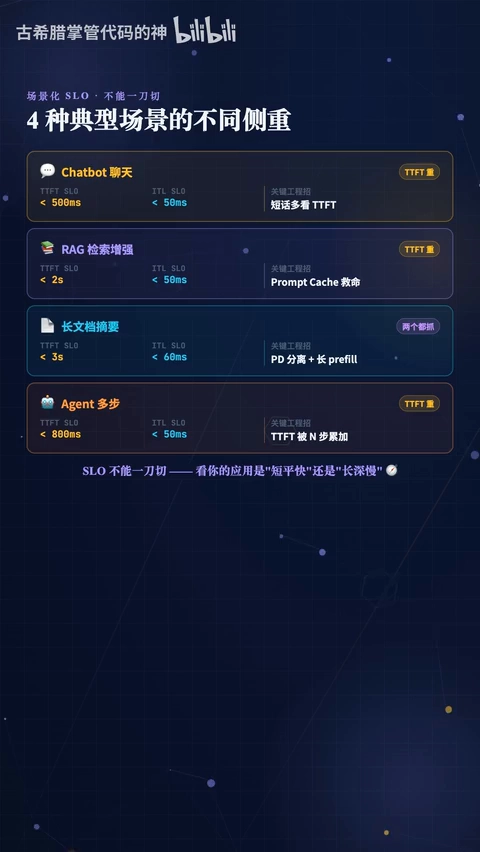 古希腊掌管代码的神 bilibili
场景化 SLO · 不能一刀切
4 种典型场景的不同侧重
💬 Chatbot 聊天 TTFT 重
TTFT SLO ITL SLO 关键工程招
< 500ms < 50ms 短话多看 TTFT
📚 RAG 检索增强 TTFT 重
TTFT SLO ITL SLO 关键工程招
< 2s < 50ms Prompt Cache 救命
📄 长文档摘要 两个都抓
TTFT SLO ITL SLO 关键工程招
< 3s < 60ms PD 分离 + 长 prefill
🤖 Agent 多步 TTFT 重
TTFT SLO ITL SLO 关键工程招
< 800ms < 50ms TTFT 被 N 步累加
SLO 不能一刀切 —— 看你的应用是"短平快"还是"长深慢" 🧭